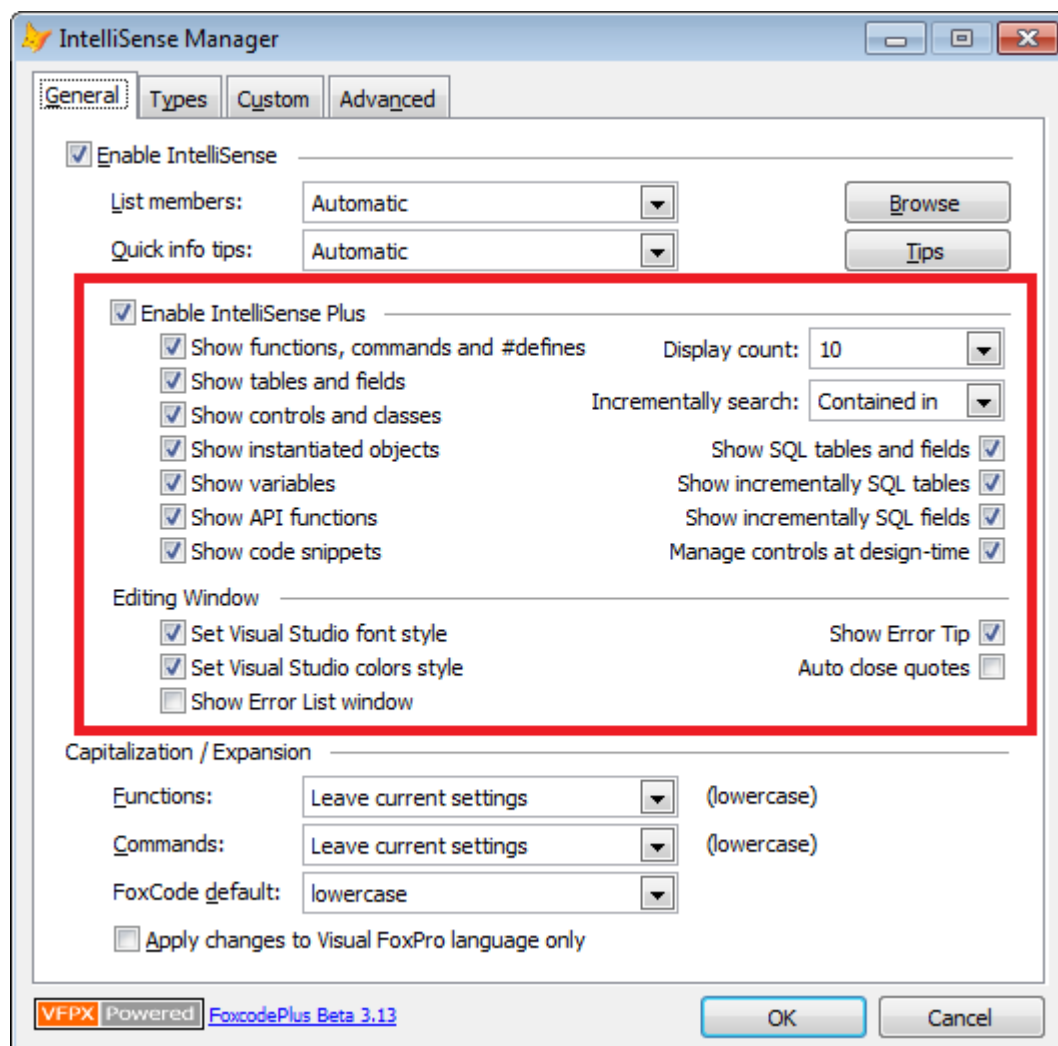 IntelliSense Manager
General Types Custom Advanced
Enable IntelliSense
List members: Automatic Browse
Quick info tips: Automatic Tips
Enable IntelliSense Plus
Show functions, commands and #defines Display count: 10
Show tables and fields
Show controls and classes Incrementally search: Contained in
Show instantiated objects Show SQL tables and fields
Show variables Show incrementally SQL tables
Show API functions Show incrementally SQL fields
Show code snippets Manage controls at design-time
Editing Window
Set Visual Studio font style Show Error Tip
Set Visual Studio colors style Auto close quotes
Show Error List window
Capitalization / Expansion
Functions: Leave current settings (lowercase)
Commands: Leave current settings (lowercase)
FoxCode default: lowercase
Apply changes to Visual FoxPro language only
VFPX Powered FoxcodePlus Beta 3.13 OK Cancel